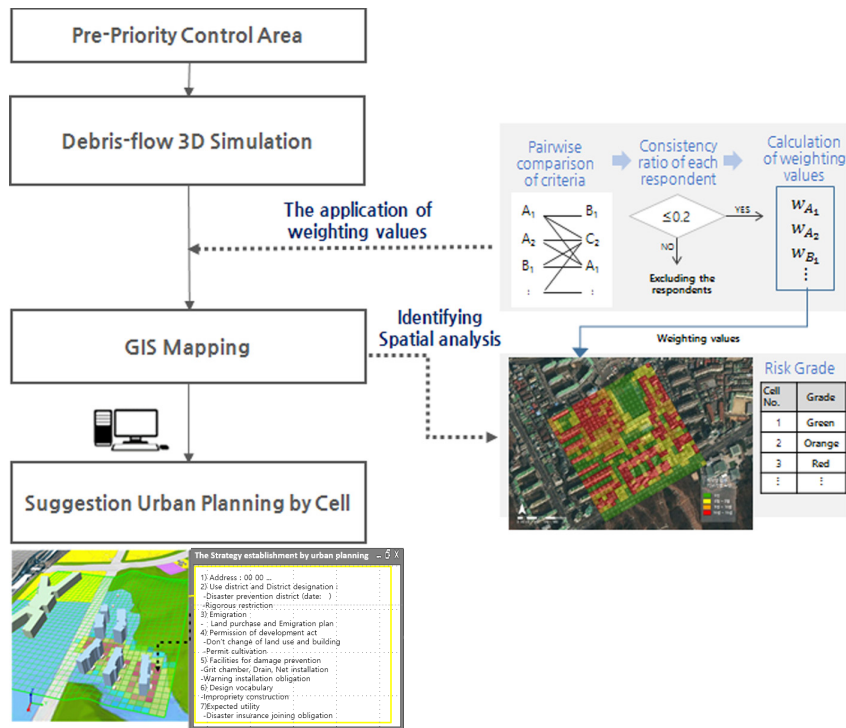 Pre-Priority Control Area
Debris-flow 3D Simulation
The application of
weighting values
Pairwise
comparison
of criteria
Consistency
ratio of each
respondent
Calculation
of weighting
values
A₁
B₁
A₂
C₂
B₁
A₁
:
:
≤0.2
YES
NO
Excluding the
respondents
w_A₁
w_A₂
w_B₁
⋮
Weighting values
GIS Mapping
Identifying
Spatial analysis
Risk Grade
Cell
No.
Grade
1
Green
2
Orange
3
Red
⋮
⋮
Suggestion Urban Planning by Cell
The Strategy establishment by urban planning
1) Address : 00 00 ...
2) Use district and District designation
-Disaster prevention district (date: )
-Rigorous restriction
3) Emigration
- : Land purchase and Emigration plan
4) Permission of development act
-Don't change of land use and building
-Permit cultivation
5) Facilities for damage prevention
-Grit chamber, Drain, Net installation
-Warning installation obligation
6) Design vocabulary
-Impropriety construction
7)Expected utility
-Disaster insurance joining obligation